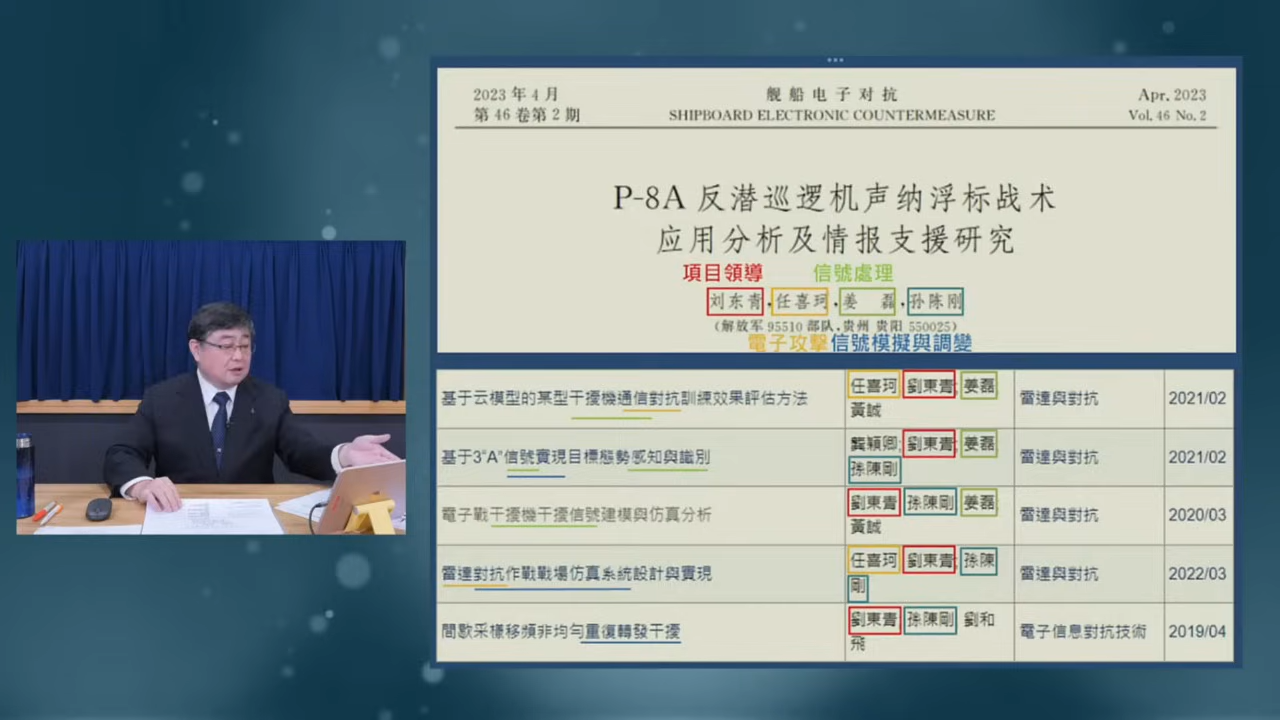 2023 年 4 月
第 46 卷第 2 期
舰 船 电 子 对 抗
SHIPBOARD ELECTRONIC COUNTERMEASURE
Apr. 2023
Vol. 46 No. 2
P-8A 反潜巡逻机声纳浮标战术
应用分析及情报支援研究
項目領導 信號處理
刘东青,任喜珂,姜 磊,孙陈刚
(解放军 95510 部队,贵州 贵阳 550025)
電子攻擊 信號模擬與調變
基于云模型的某型干擾機通信對抗訓練效果評估方法 任喜珂 劉東青; 姜磊 雷達與對抗 2021/02
黃誠
基于3"A"信號實現目標態勢感知與識別 龔穎卿; 劉東青; 姜磊 雷達與對抗 2021/02
孫陳剛
電子戰干擾機干擾信號建模與仿真分析 劉東青 孫陳剛; 姜磊 雷達與對抗 2020/03
黃誠
雷達對抗作戰戰場仿真系統設計與實現 任喜珂 劉東青; 孫陳 雷達與對抗 2022/03
剛
間歇采樣移頻非均勻重復轉發干擾 劉東青 孫陳剛; 劉和 電子信息對抗技術 2019/04
飛